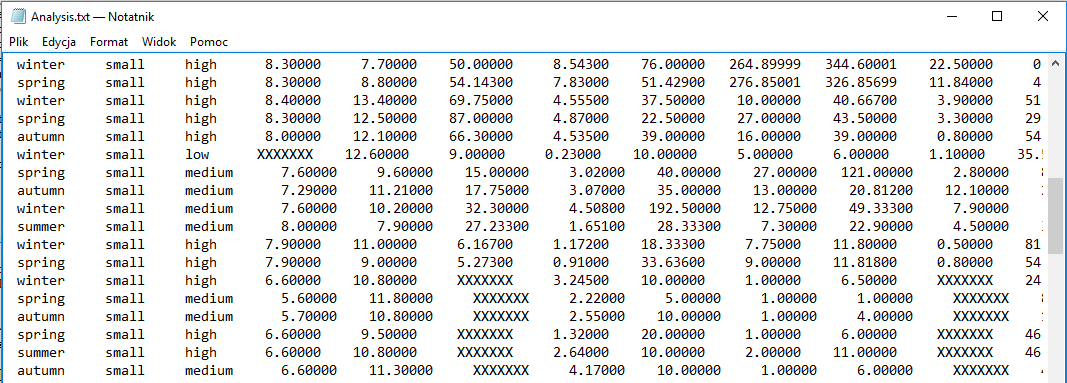 Analysis.txt — Notatnik
Plik Edycja Format Widok Pomoc
winter small high 8.30000 7.70000 50.00000 8.54300 76.00000 264.89999 344.60001 22.50000 0
spring small high 8.30000 8.80000 54.14300 7.83000 51.42900 276.85001 326.85699 11.84000 4
winter small high 8.40000 13.40000 69.75000 4.55500 37.50000 10.00000 40.66700 3.90000 51
spring small high 8.30000 12.50000 87.00000 4.87000 22.50000 27.00000 43.50000 3.30000 29
autumn small high 8.00000 12.10000 66.30000 4.53500 39.00000 16.00000 39.00000 0.80000 54
winter small low XXXXXXX 12.60000 9.00000 0.23000 10.00000 5.00000 6.00000 1.10000 35.
spring small medium 7.60000 9.60000 15.00000 3.02000 40.00000 27.00000 121.00000 2.80000
autumn small medium 7.29000 11.21000 17.75000 3.07000 35.00000 13.00000 20.81200 12.10000
winter small medium 7.60000 10.20000 32.30000 4.50800 192.50000 12.75000 49.33300 7.90000
summer small medium 8.00000 7.90000 27.23300 1.65100 28.33300 7.30000 22.90000 4.50000
winter small high 7.90000 11.00000 6.16700 1.17200 18.33300 7.75000 11.80000 0.50000 81
spring small high 7.90000 9.00000 5.27300 0.91000 33.63600 9.00000 11.81800 0.80000 54
winter small high 6.60000 10.80000 XXXXXXX 3.24500 10.00000 1.00000 6.50000 XXXXXXX 24
spring small medium 5.60000 11.80000 XXXXXXX 2.22000 5.00000 1.00000 1.00000 XXXXXXX
autumn small medium 5.70000 10.80000 XXXXXXX 2.55000 10.00000 1.00000 4.00000 XXXXXXX
spring small high 6.60000 9.50000 XXXXXXX 1.32000 20.00000 1.00000 6.00000 XXXXXXX 46
summer small high 6.60000 10.80000 XXXXXXX 2.64000 10.00000 2.00000 11.00000 XXXXXXX 46
autumn small medium 6.60000 11.30000 XXXXXXX 4.17000 10.00000 1.00000 6.00000 XXXXXXX